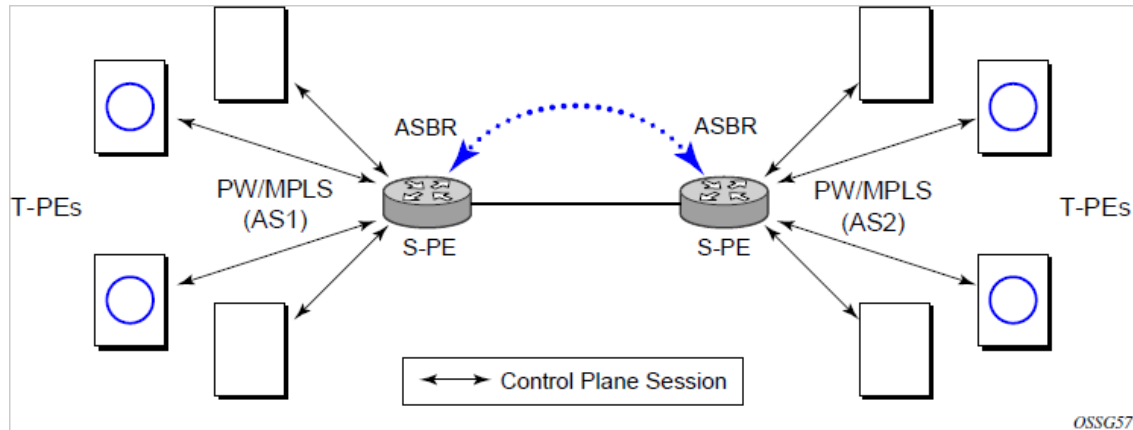 ASBR
ASBR
T-PEs
PW/MPLS
(AS1)
S-PE
S-PE
PW/MPLS
(AS2)
T-PEs
Control Plane Session
OSSG57